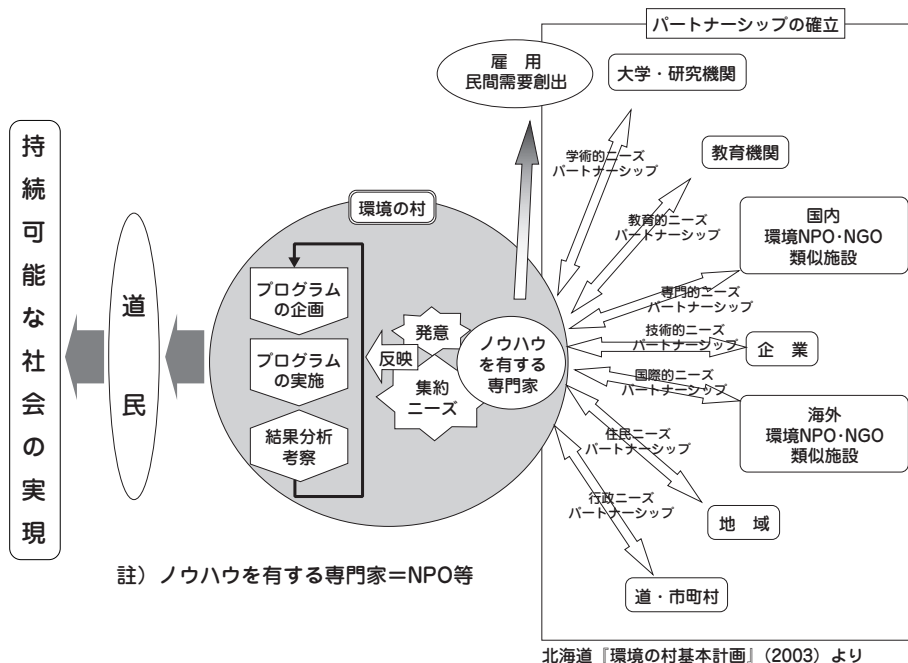 パートナーシップの確立
雇　用
民間需要創出
大学・研究機関
学術的ニーズ
パートナーシップ
教育機関
教育的ニーズ
パートナーシップ
国内
環境NPO・NGO
類似施設
専門的ニーズ
パートナーシップ
技術的ニーズ
パートナーシップ
企　業
国際的ニーズ
パートナーシップ
海外
環境NPO・NGO
類似施設
住民ニーズ
パートナーシップ
地　域
行政ニーズ
パートナーシップ
道・市町村
環境の村
プログラム
の企画
プログラム
の実施
結果分析
考察
反映
発意
集約
ニーズ
ノウハウ
を有する
専門家
道民
持続可能な社会の実現
註）ノウハウを有する専門家＝NPO等
北海道『環境の村基本計画』（2003）より